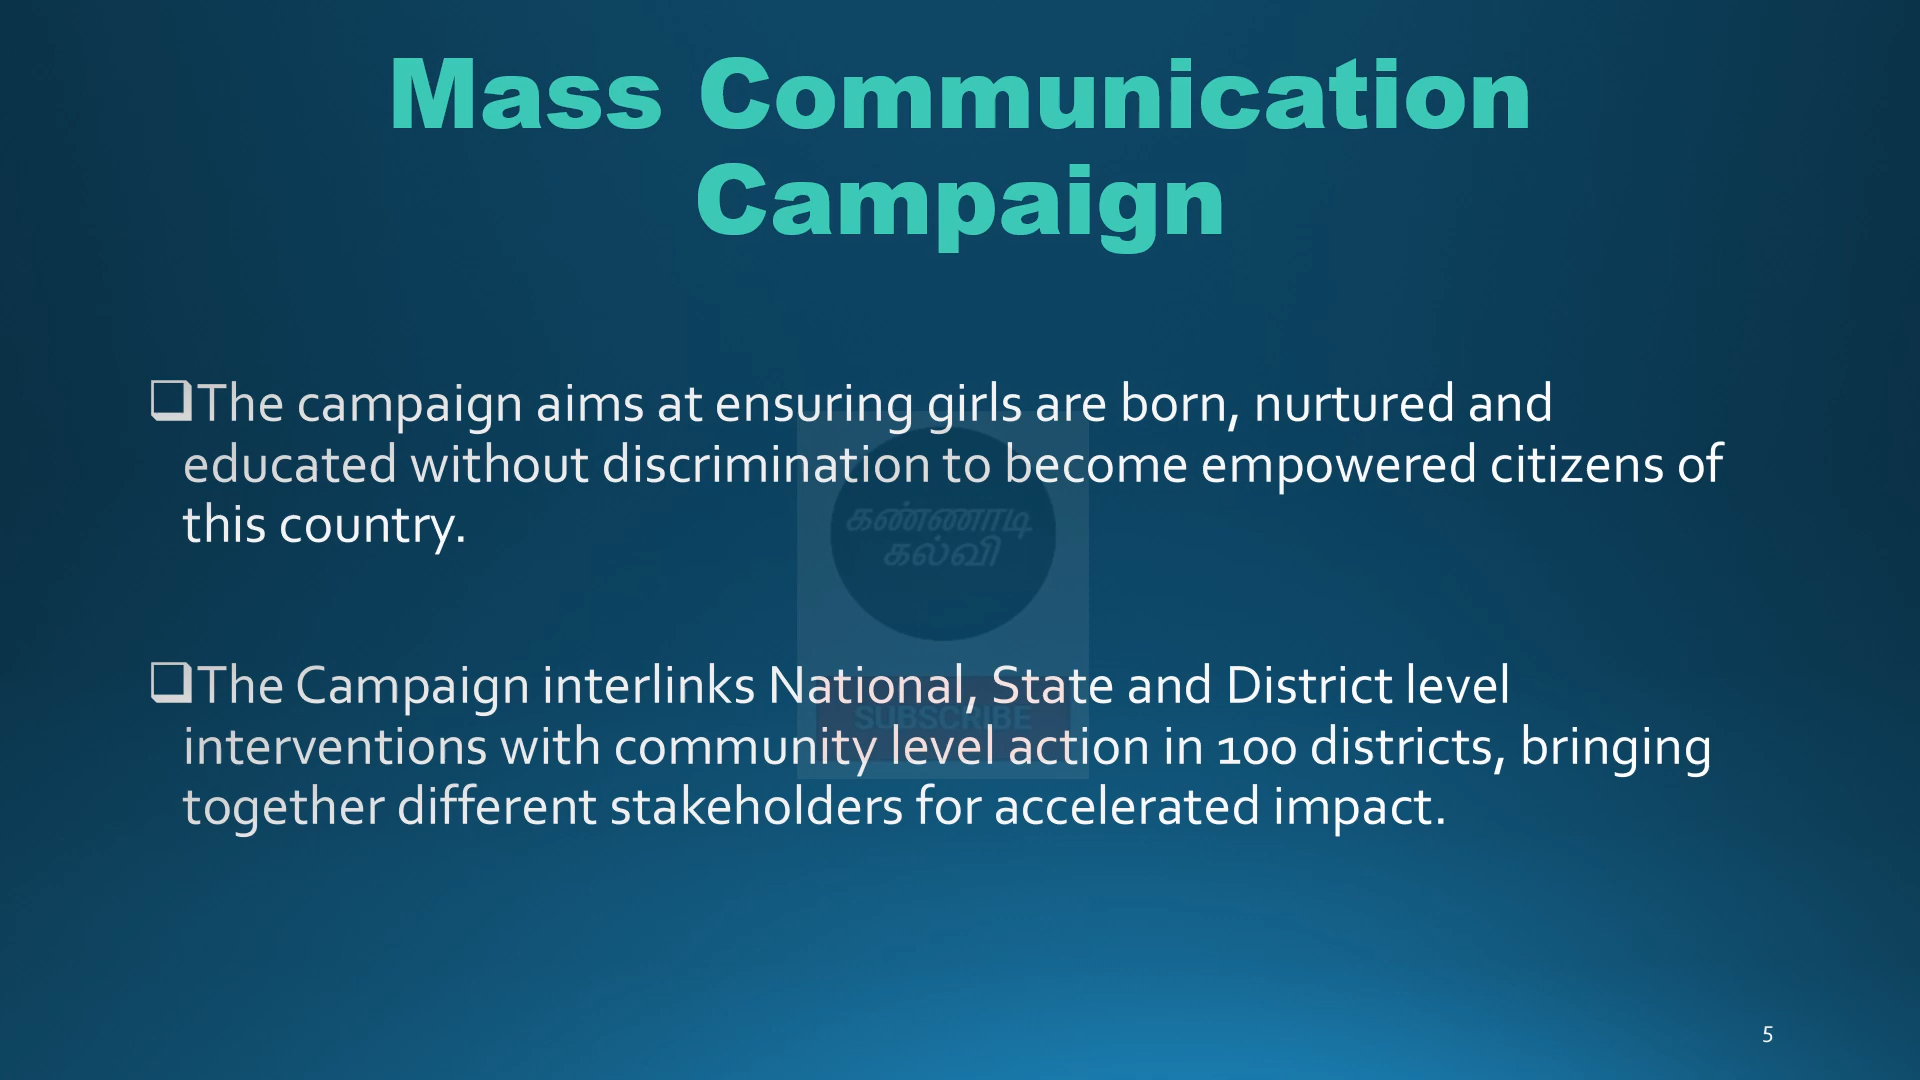 Mass Communication
Campaign
❑The campaign aims at ensuring girls are born, nurtured and
educated without discrimination to become empowered citizens of
this country.
கண்ணாடி
கல்வி
❑The Campaign interlinks National, State and District level
SUBSCRIBE
interventions with community level action in 100 districts, bringing
together different stakeholders for accelerated impact.
5